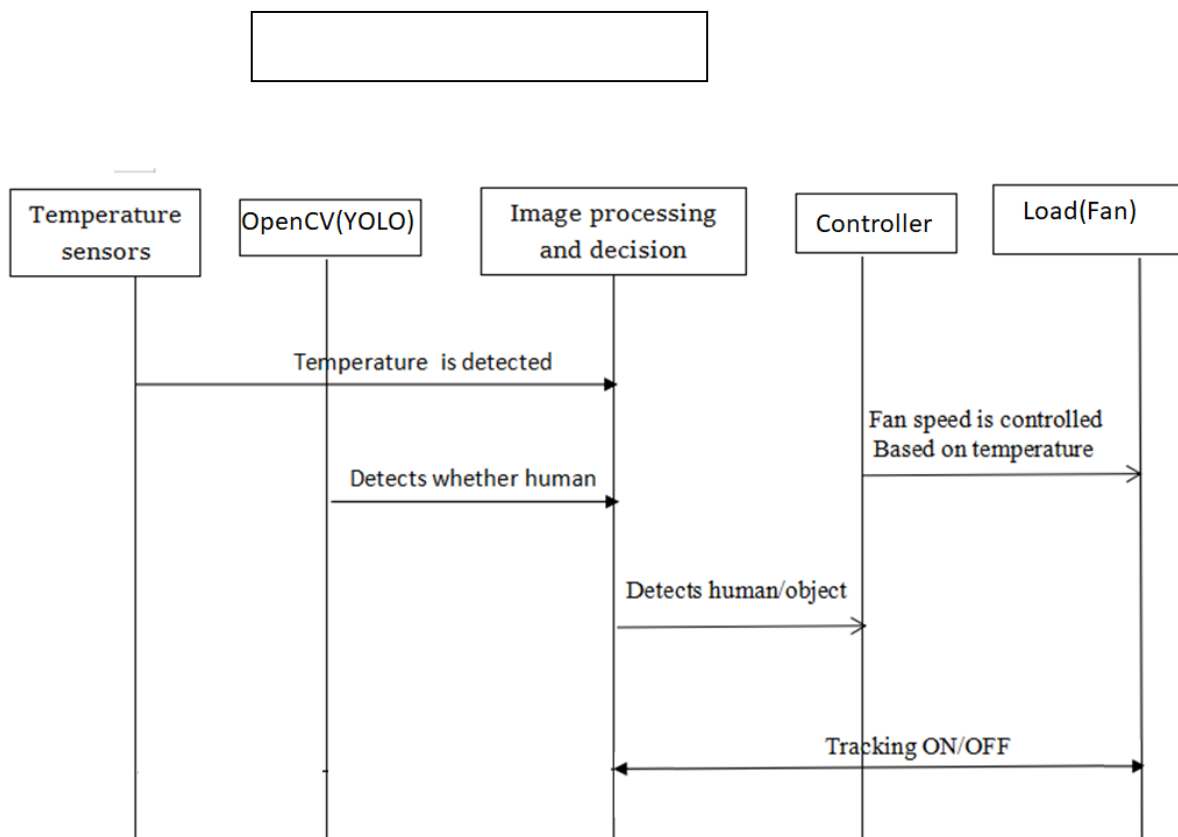 Temperature
sensors
OpenCV(YOLO)
Image processing
and decision
Controller
Load(Fan)
Temperature is detected
Fan speed is controlled
Based on temperature
Detects whether human
Detects human/object
Tracking ON/OFF